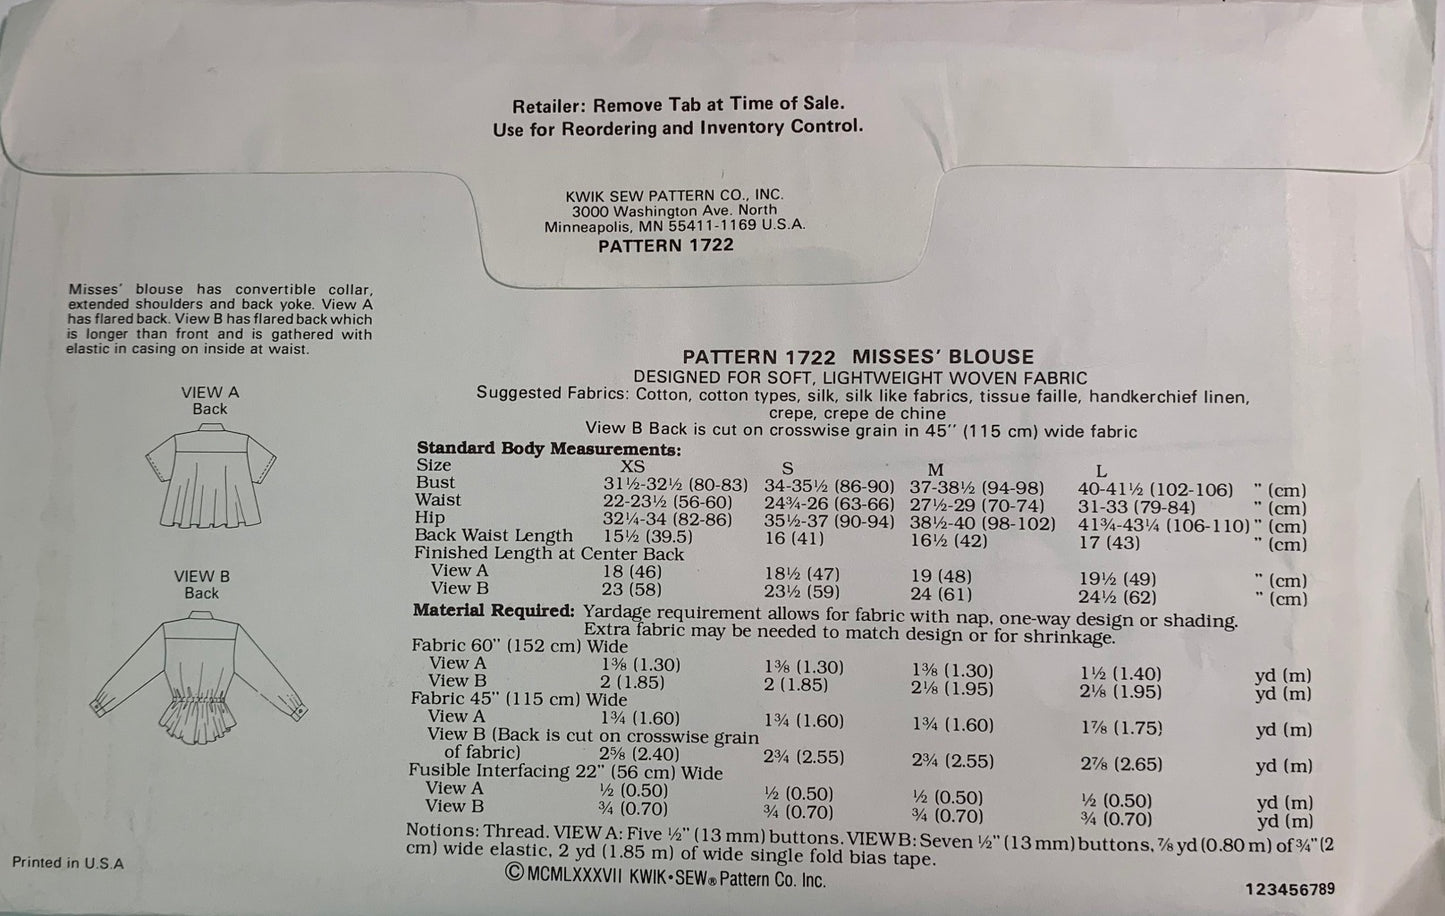 Retailer: Remove Tab at Time of Sale.
Use for Reordering and Inventory Control.
KWIK SEW PATTERN CO., INC.
3000 Washington Ave. North
Minneapolis, MN 55411-1169 U.S.A.
PATTERN 1722
Misses' blouse has convertible collar,
extended shoulders and back yoke. View A
has flared back. View B has flared back which
is longer than front and is gathered with
elastic in casing on inside at waist.
VIEW A
Back
VIEW B
Back
Printed in U.S.A
PATTERN 1722 MISSES' BLOUSE
DESIGNED FOR SOFT, LIGHTWEIGHT WOVEN FABRIC
Suggested Fabrics: Cotton, cotton types, silk, silk like fabrics, tissue faille, handkerchief linen,
crepe, crepe de chine
View B Back is cut on crosswise grain in 45" (115 cm) wide fabric
Standard Body Measurements:
Size XS S M L
Bust 31½-32½ (80-83) 34-35½ (86-90) 37-38½ (94-98) 40-41½ (102-106) " (cm)
Waist 22-23½ (56-60) 24¾-26 (63-66) 27½-29 (70-74) 31-33 (79-84) " (cm)
Hip 32¼-34 (82-86) 35½-37 (90-94) 38½-40 (98-102) 41¾-43¼ (106-110) " (cm)
Back Waist Length 15½ (39.5) 16 (41) 16½ (42) 17 (43) " (cm)
Finished Length at Center Back
View A 18 (46) 18½ (47) 19 (48) 19½ (49) " (cm)
View B 23 (58) 23½ (59) 24 (61) 24½ (62) " (cm)
Material Required: Yardage requirement allows for fabric with nap, one-way design or shading.
Extra fabric may be needed to match design or for shrinkage.
Fabric 60" (152 cm) Wide
View A 1⅜ (1.30) 1⅜ (1.30) 1⅜ (1.30) 1½ (1.40) yd (m)
View B 2 (1.85) 2 (1.85) 2⅛ (1.95) 2⅛ (1.95) yd (m)
Fabric 45" (115 cm) Wide
View A 1¾ (1.60) 1¾ (1.60) 1¾ (1.60) 1⅞ (1.75) yd (m)
View B (Back is cut on crosswise grain
of fabric) 2⅝ (2.40) 2¾ (2.55) 2¾ (2.55) 2⅞ (2.65) yd (m)
Fusible Interfacing 22" (56 cm) Wide
View A ½ (0.50) ½ (0.50) ½ (0.50) ½ (0.50) yd (m)
View B ¾ (0.70) ¾ (0.70) ¾ (0.70) ¾ (0.70) yd (m)
Notions: Thread. VIEW A: Five ½" (13 mm) buttons. VIEW B: Seven ½" (13 mm) buttons, ⅞ yd (0.80 m) of ¾" (2
cm) wide elastic, 2 yd (1.85 m) of wide single fold bias tape.
© MCMLXXXVII KWIK•SEW® Pattern Co. Inc.
123456789